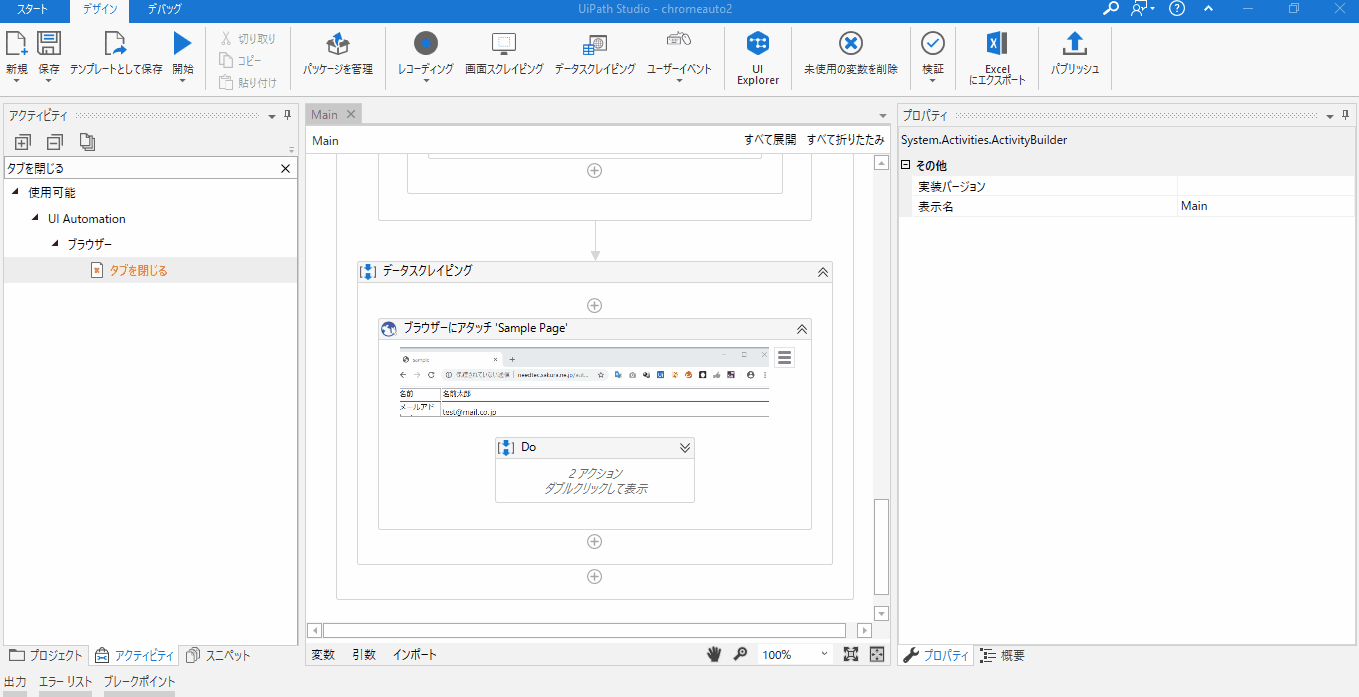 スタート デザイン デバッグ UiPath Studio - chromeauto2
新規 保存 テンプレートとして保存 開始 切り取り コピー 貼り付け パッケージを管理 レコーディング 画面スクレイピング データスクレイピング ユーザーイベント UI Explorer 未使用の変数を削除 検証 Excel にエクスポート パブリッシュ
アクティビティ
タブを閉じる
使用可能
UI Automation
ブラウザー
タブを閉じる
Main
Main すべて展開 すべて折りたたみ
データスクレイピング
ブラウザーにアタッチ 'Sample Page'
sample
保護されていない通信 | needtec.sakura.ne.jp/aut...
名前 名前太郎
メールアド test@mail.co.jp
Do
2 アクション
ダブルクリックして表示
変数 引数 インポート 100%
プロパティ
System.Activities.ActivityBuilder
その他
実装バージョン
表示名 Main
プロジェクト アクティビティ スニペット
プロパティ 概要
出力 エラー リスト ブレークポイント